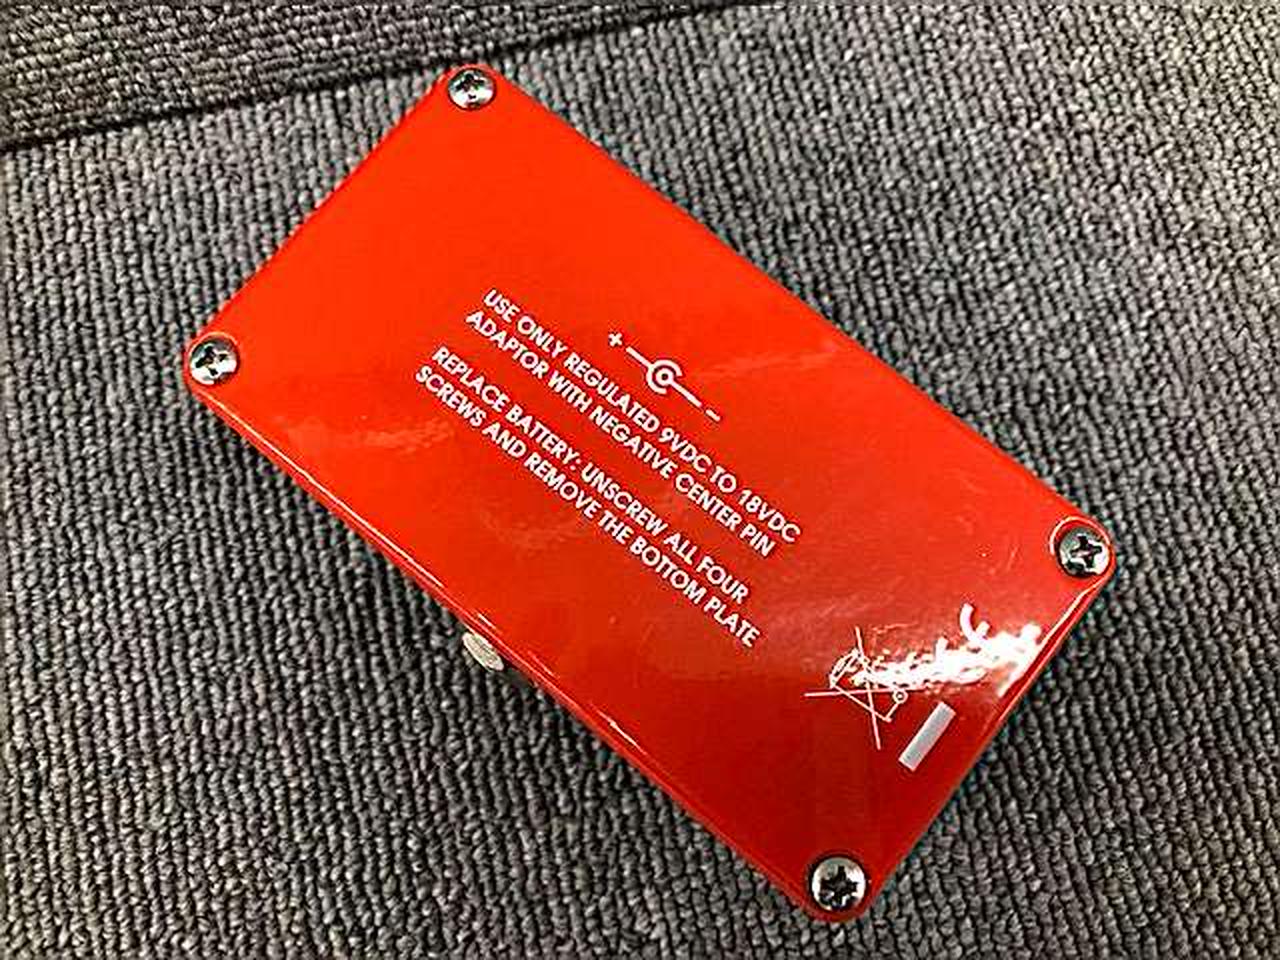 + -
USE ONLY REGULATED 9VDC TO 18VDC
ADAPTOR WITH NEGATIVE CENTER PIN
REPLACE BATTERY: UNSCREW ALL FOUR
SCREWS AND REMOVE THE BOTTOM PLATE